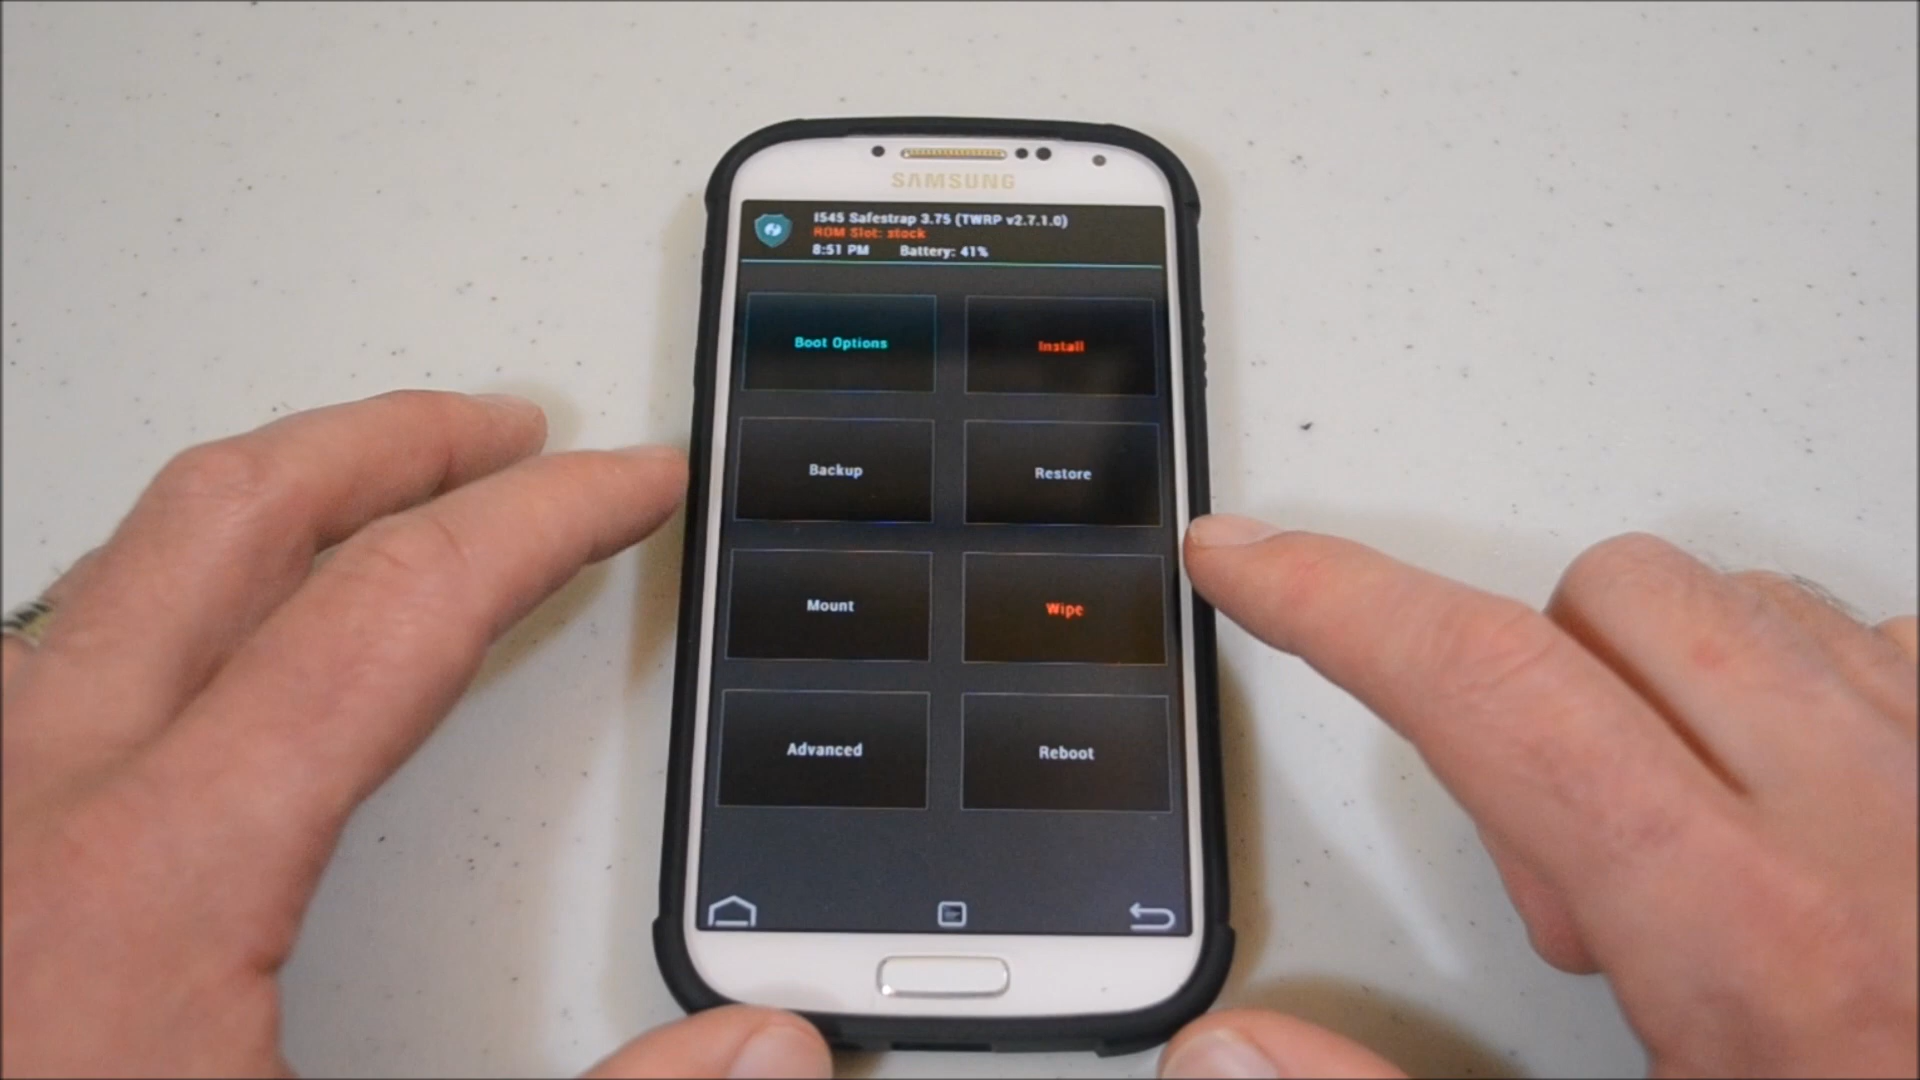 SAMSUNG
I545 Safestrap 3.75 (TWRP v2.7.1.0)
ROM Slot: stock
8:51 PM Battery: 41%
Boot Options
Install
Backup
Restore
Mount
Wipe
Advanced
Reboot